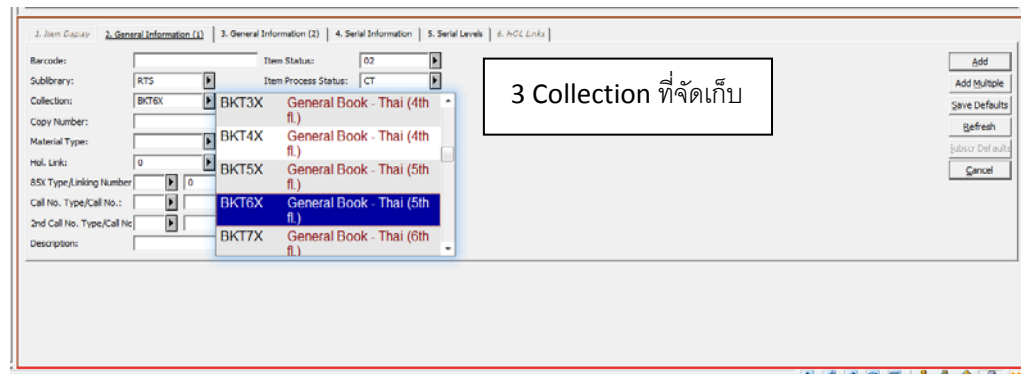 1. Item Display 2. General Information (1) 3. General Information (2) 4. Serial Information 5. Serial Levels 6. HOL Links
Barcode: Item Status: 02
Sublibrary: RTS Item Process Status: CT
Collection: BKT6X
Copy Number:
Material Type:
Hol. Link: 0
85X Type/Linking Number 0
Call No. Type/Call No.:
2nd Call No. Type/Call Nc
Description:
BKT3X General Book - Thai (4th
fl.)
BKT4X General Book - Thai (4th
fl.)
BKT5X General Book - Thai (5th
fl.)
BKT6X General Book - Thai (5th
fl.)
BKT7X General Book - Thai (6th
fl.)
3 Collection ที่จัดเก็บ
Add
Add Multiple
Save Defaults
Refresh
Subscr Defaults
Cancel